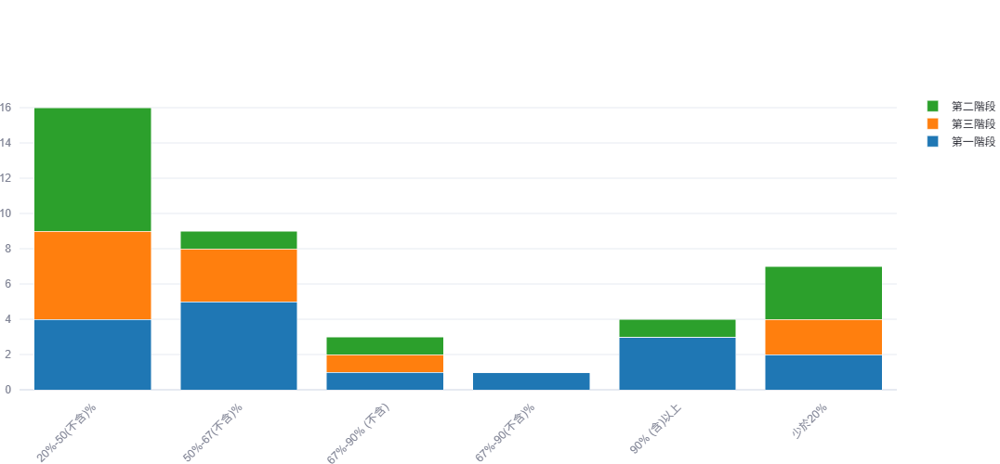 16
14
12
10
8
6
4
2
0
20%-50(不含)%
50%-67(不含)%
67%-90% (不含)
67%-90(不含)%
90% (含)以上
少於20%
第二階段
第三階段
第一階段